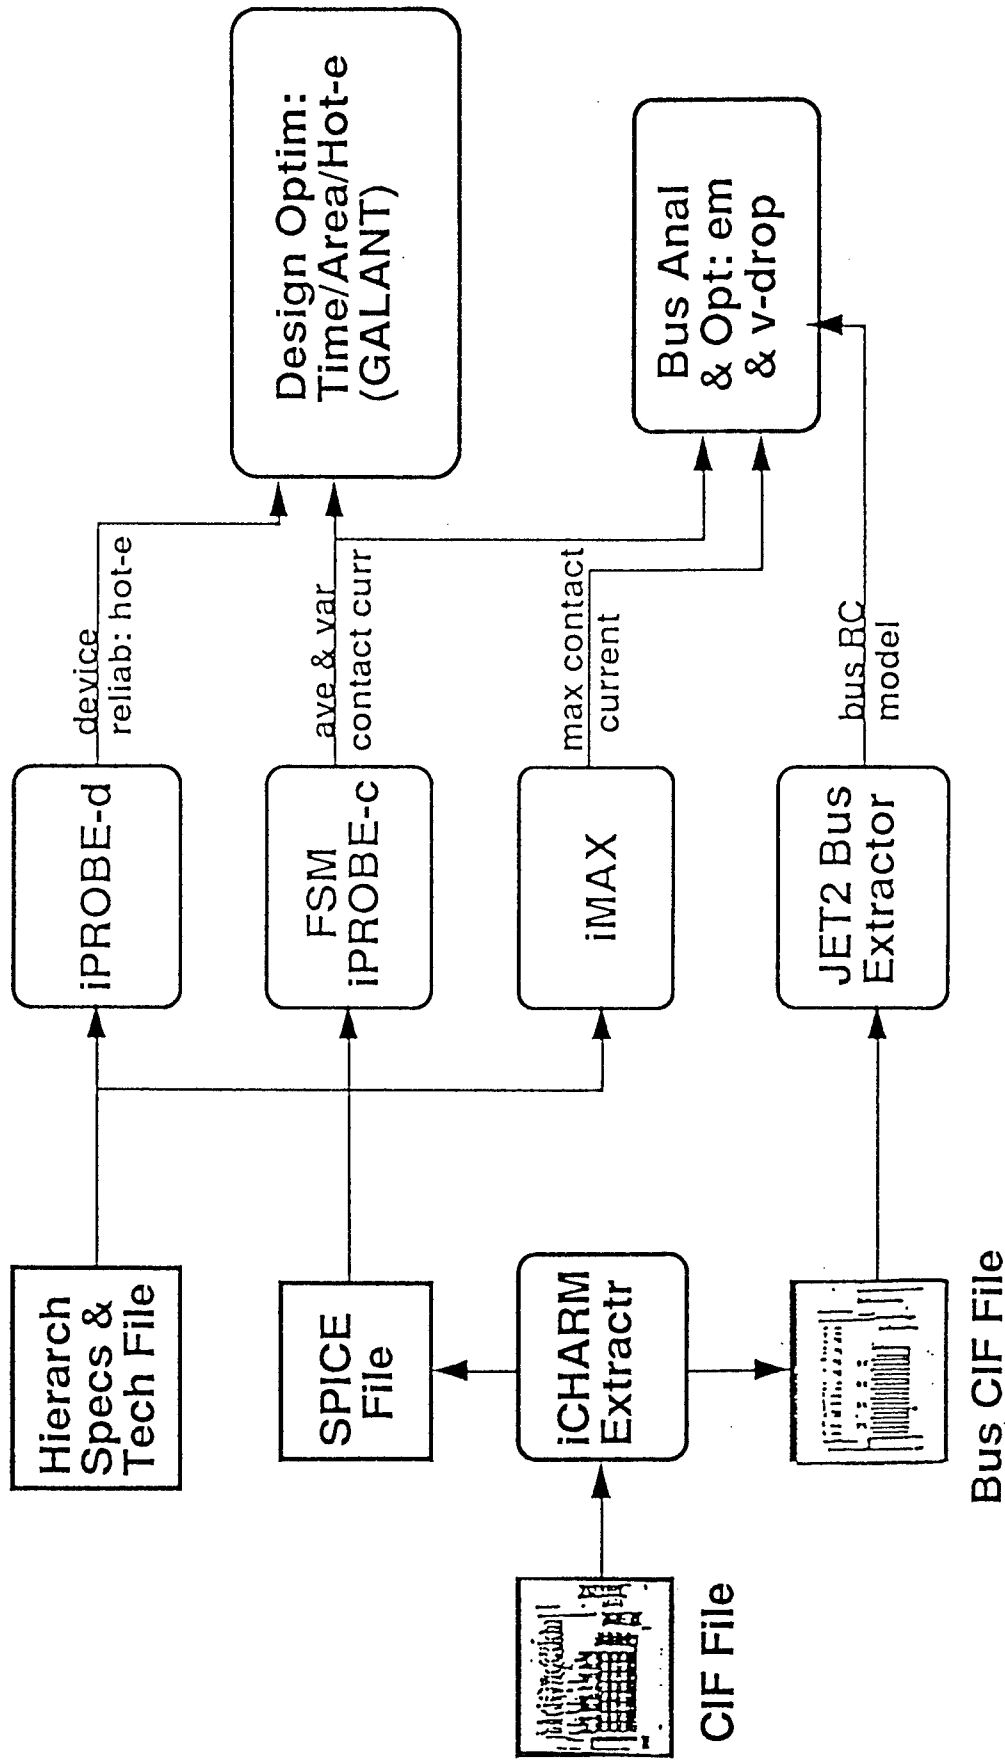 Hierarch
Specs &
Tech File
iPROBE-d
device
reliab: hot-e
Design Optim:
Time/Area/Hot-e
(GALANT)
SPICE
File
FSM
iPROBE-c
ave & var
contact curr
iCHARM
Extractr
iMAX
max contact
current
Bus Anal
& Opt: em
& v-drop
CIF File
JET2 Bus
Extractor
bus RC
model
Bus CIF File